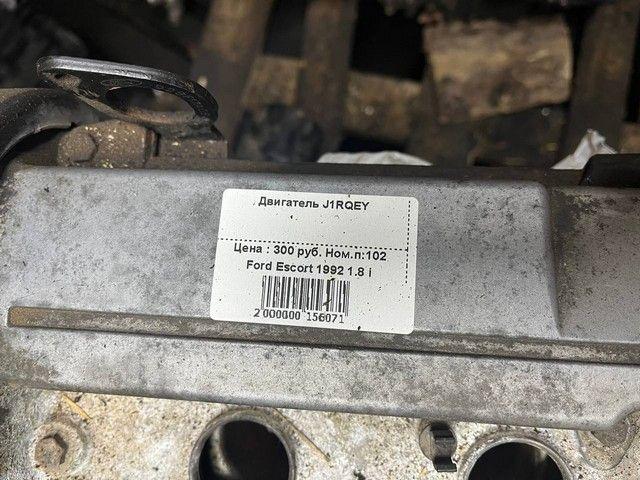 Двигатель J1RQEY
Цена : 300 руб. Ном.п:102
Ford Escort 1992 1.8 i
2 000000 156071